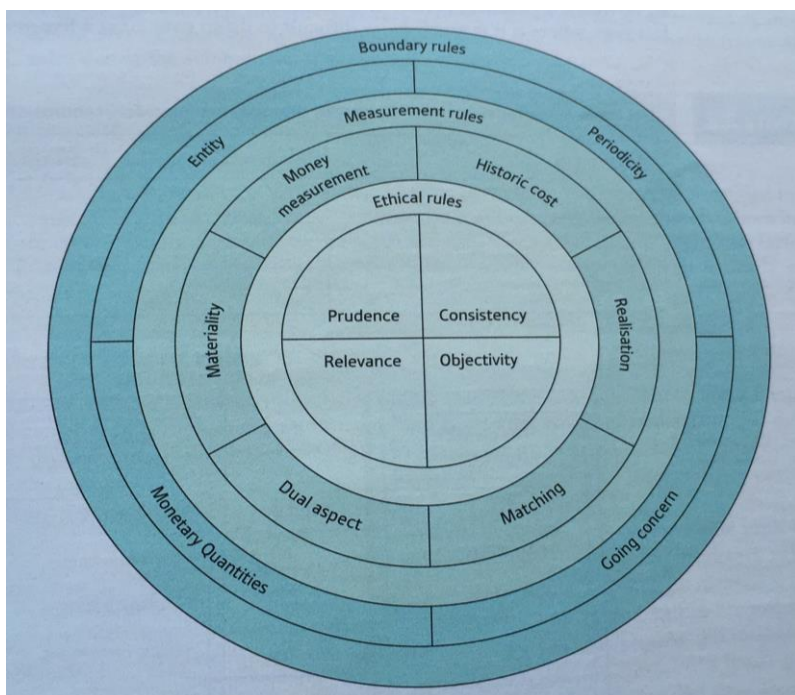 Boundary rules
Entity
Periodicity
Measurement rules
Money
measurement
Historic cost
Ethical rules
Materiality
Realisation
Prudence
Consistency
Relevance
Objectivity
Dual aspect
Matching
Monetary Quantities
Going concern